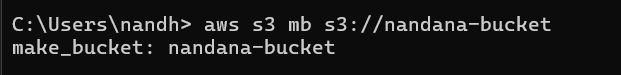 C:\Users\nandh> aws s3 mb s3://nandana-bucket
make_bucket: nandana-bucket